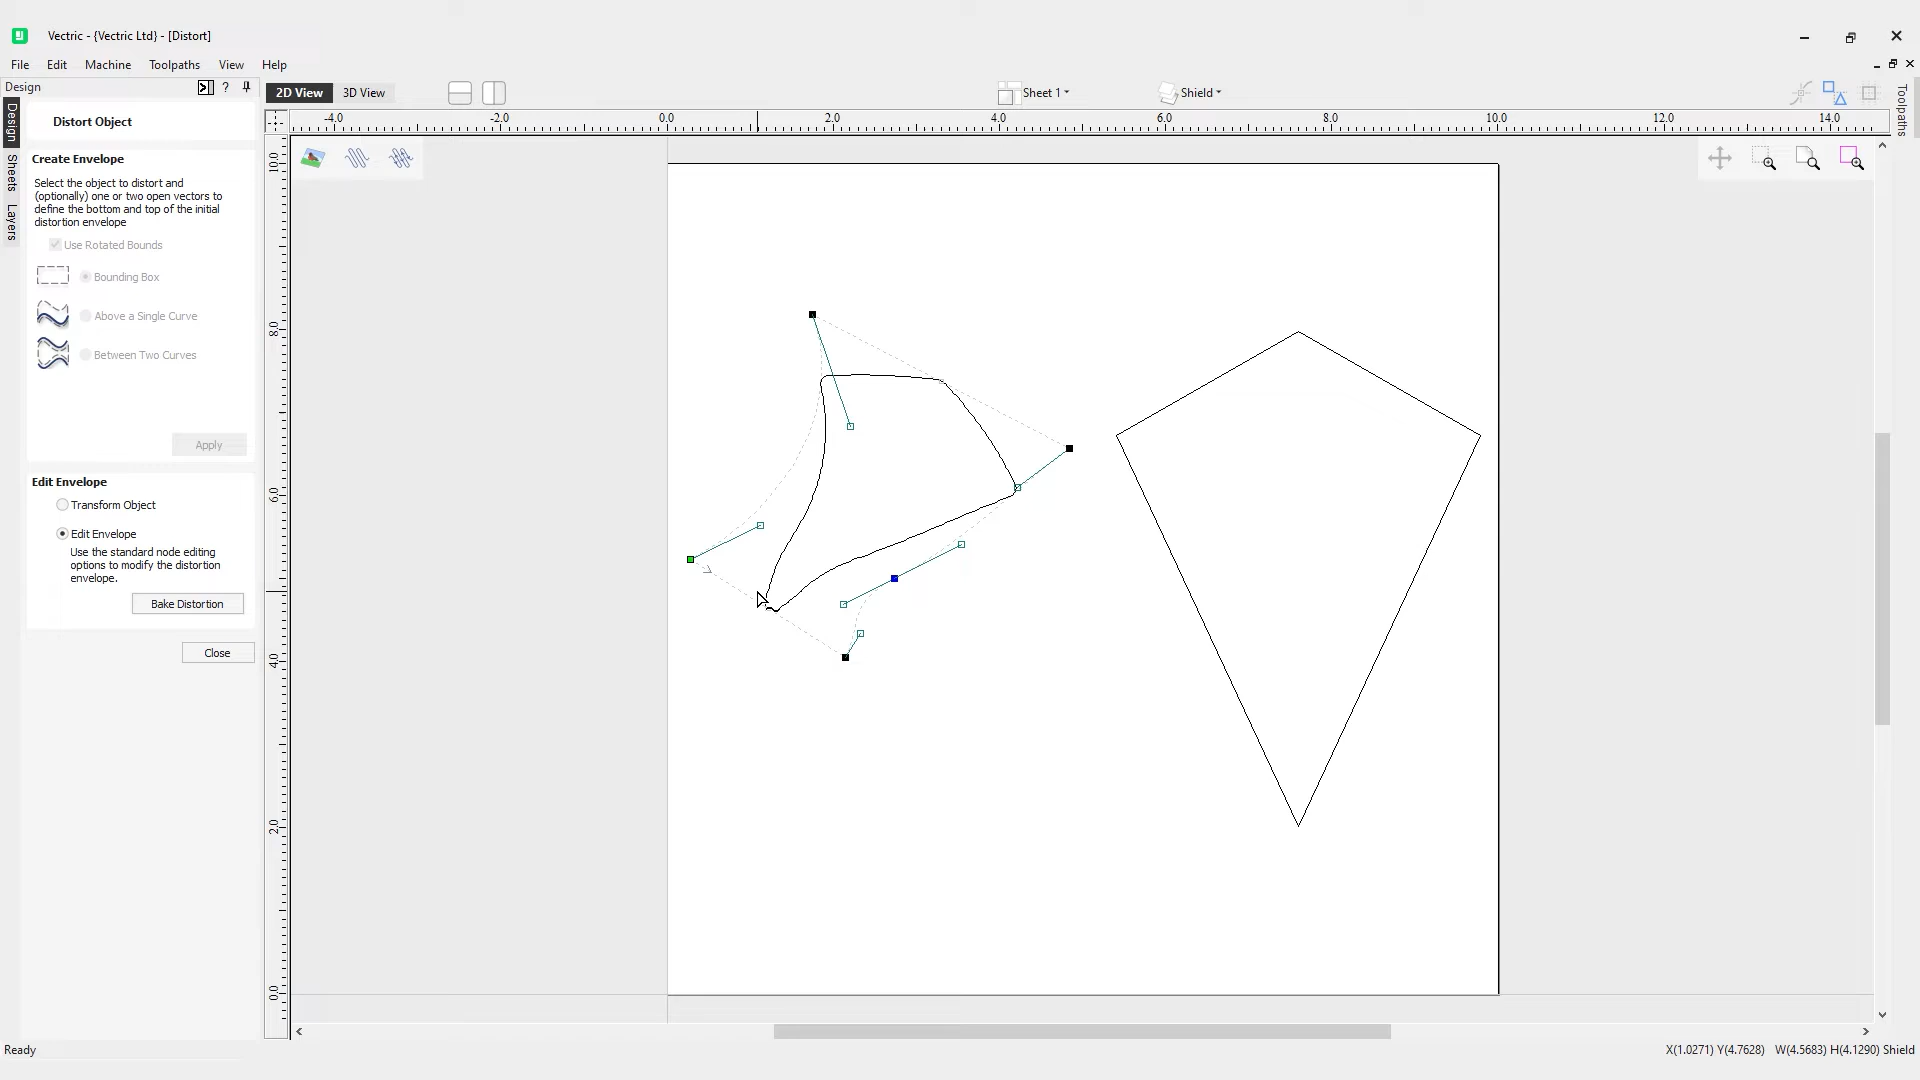 Vectric - {Vectric Ltd} - [Distort]
File Edit Machine Toolpaths View Help
Design ?
2D View 3D View
Sheet 1
Shield
Toolpaths
Design
Sheets
Layers
-4.0 -2.0 0.0 2.0 4.0 6.0 8.0 10.0 12.0 14.0
10.0
8.0
6.0
4.0
2.0
0.0
Distort Object
Create Envelope
Select the object to distort and
(optionally) one or two open vectors to
define the bottom and top of the initial
distortion envelope
Use Rotated Bounds
Bounding Box
Above a Single Curve
Between Two Curves
Apply
Edit Envelope
Transform Object
Edit Envelope
Use the standard node editing
options to modify the distortion
envelope.
Bake Distortion
Close
Ready
X(1.0271) Y(4.7628) W(4.5683) H(4.1290) Shield